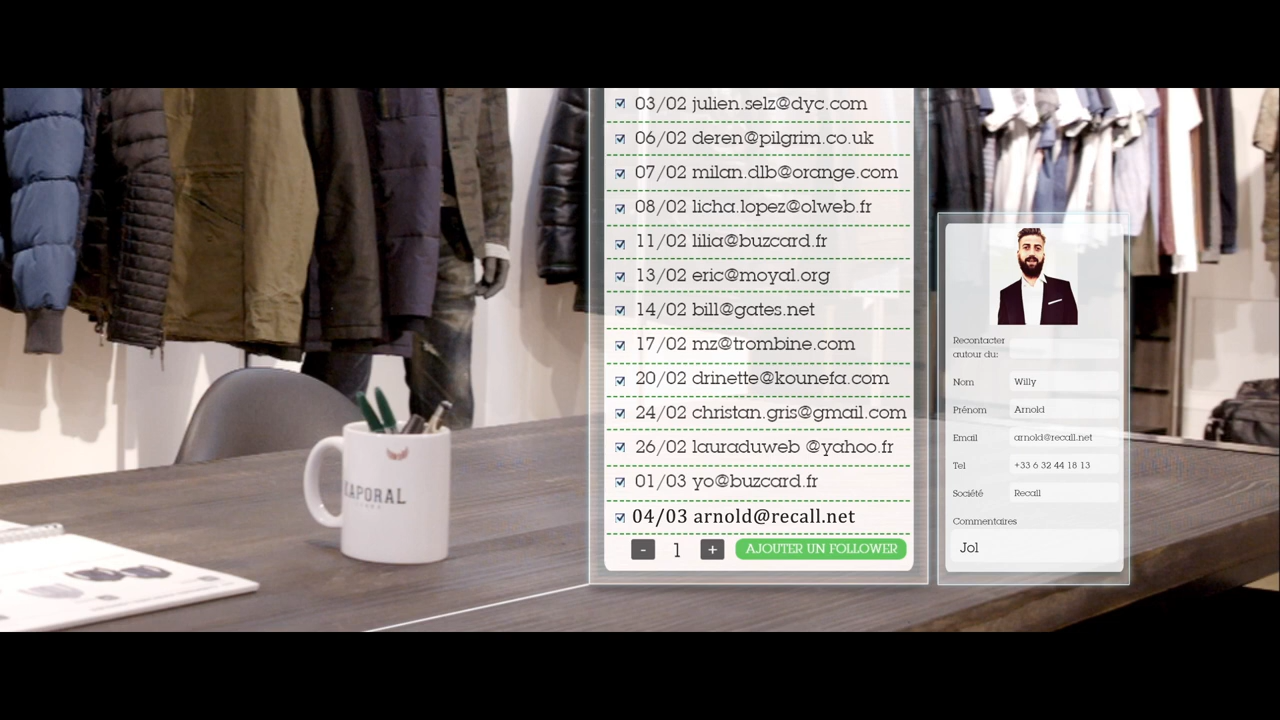 03/02 julien.selz@dyc.com
06/02 deren@pilgrim.co.uk
07/02 milan.dlb@orange.com
08/02 licha.lopez@olweb.fr
11/02 lilia@buzcard.fr
13/02 eric@moyal.org
14/02 bill@gates.net
17/02 mz@trombine.com
20/02 drinette@kounefa.com
24/02 christan.gris@gmail.com
26/02 lauraduweb @yahoo.fr
01/03 yo@buzcard.fr
04/03 arnold@recall.net
- 1 + AJOUTER UN FOLLOWER
Recontacter
autour du:
Nom Willy
Prénom Arnold
Email arnold@recall.net
Tel +33 6 32 44 18 13
Société Recall
Commentaires
Jol
KAPORAL